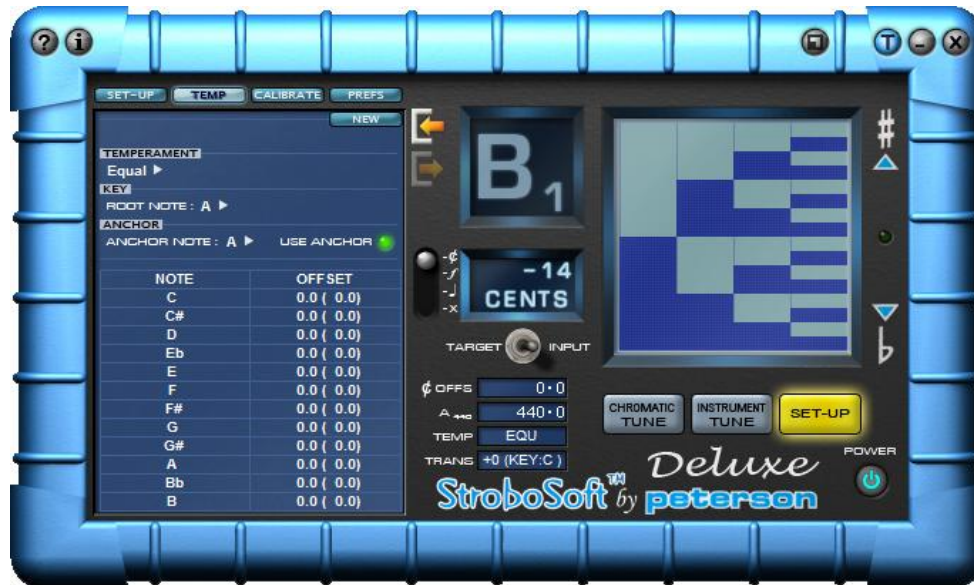 SET-UP TEMP CALIBRATE PREFS
NEW
TEMPERAMENT
Equal
KEY
ROOT NOTE : A
ANCHOR
ANCHOR NOTE : A USE ANCHOR
NOTE OFFSET
C 0.0 ( 0.0)
C# 0.0 ( 0.0)
D 0.0 ( 0.0)
Eb 0.0 ( 0.0)
E 0.0 ( 0.0)
F 0.0 ( 0.0)
F# 0.0 ( 0.0)
G 0.0 ( 0.0)
G# 0.0 ( 0.0)
A 0.0 ( 0.0)
Bb 0.0 ( 0.0)
B 0.0 ( 0.0)
B1
-¢
-f
-♩
-x
-14
CENTS
TARGET INPUT
¢ OFFS 0·0
A 440 440·0
TEMP EQU
TRANS +0 (KEY:C )
♯
♭
CHROMATIC TUNE
INSTRUMENT TUNE
SET-UP
POWER
Deluxe
StroboSoft™ by peterson
? i T - X